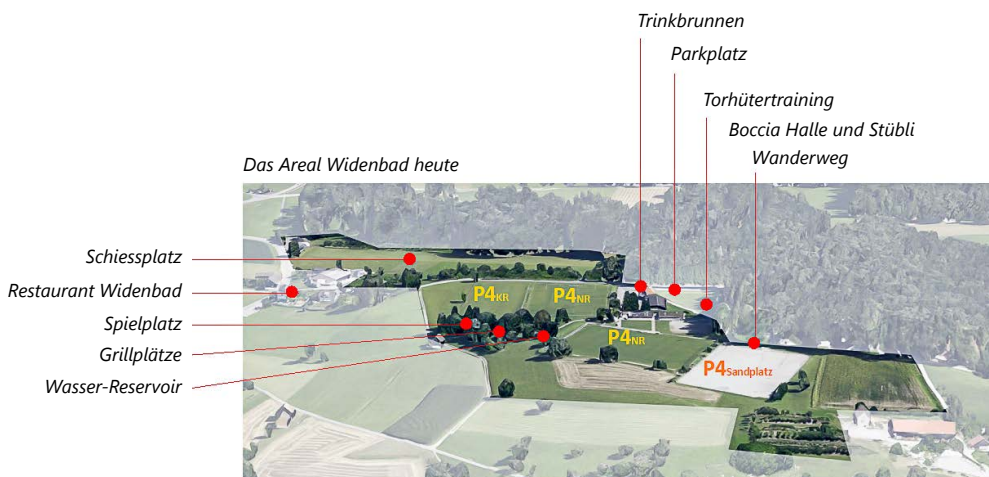 Trinkbrunnen
Parkplatz
Torhütertraining
Boccia Halle und Stübli
Wanderweg
Das Areal Widenbad heute
Schiessplatz
Restaurant Widenbad
Spielplatz
Grillplätze
Wasser-Reservoir
P4KR
P4NR
P4NR
P4Sandplatz